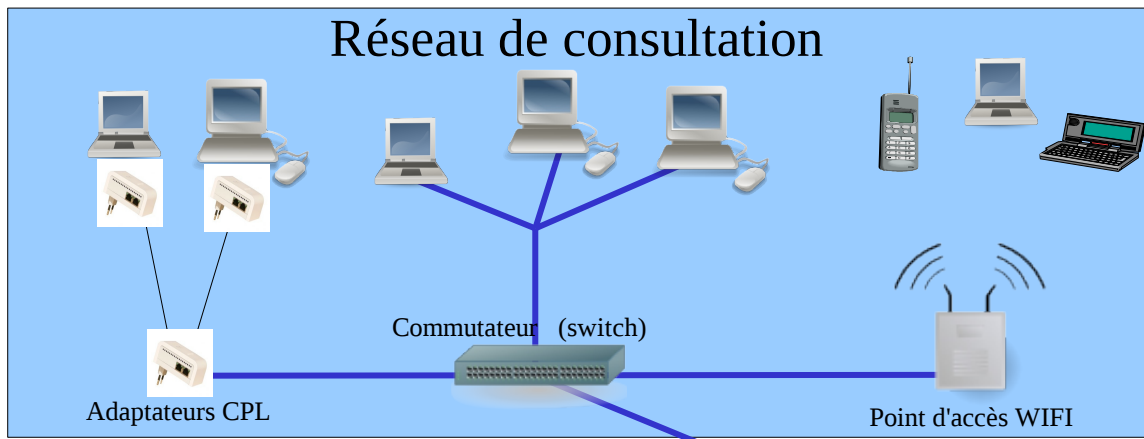 Réseau de consultation
Commutateur (switch)
Adaptateurs CPL
Point d'accès WIFI